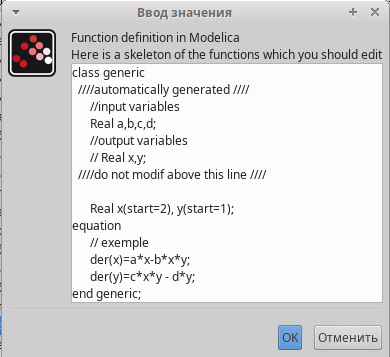 Ввод значения
Function definition in Modelica
Here is a skeleton of the functions which you should edit
class generic
////automatically generated ////
//input variables
Real a,b,c,d;
//output variables
// Real x,y;
////do not modif above this line ////
Real x(start=2), y(start=1);
equation
// exemple
der(x)=a*x-b*x*y;
der(y)=c*x*y - d*y;
end generic;
OK
Отменить